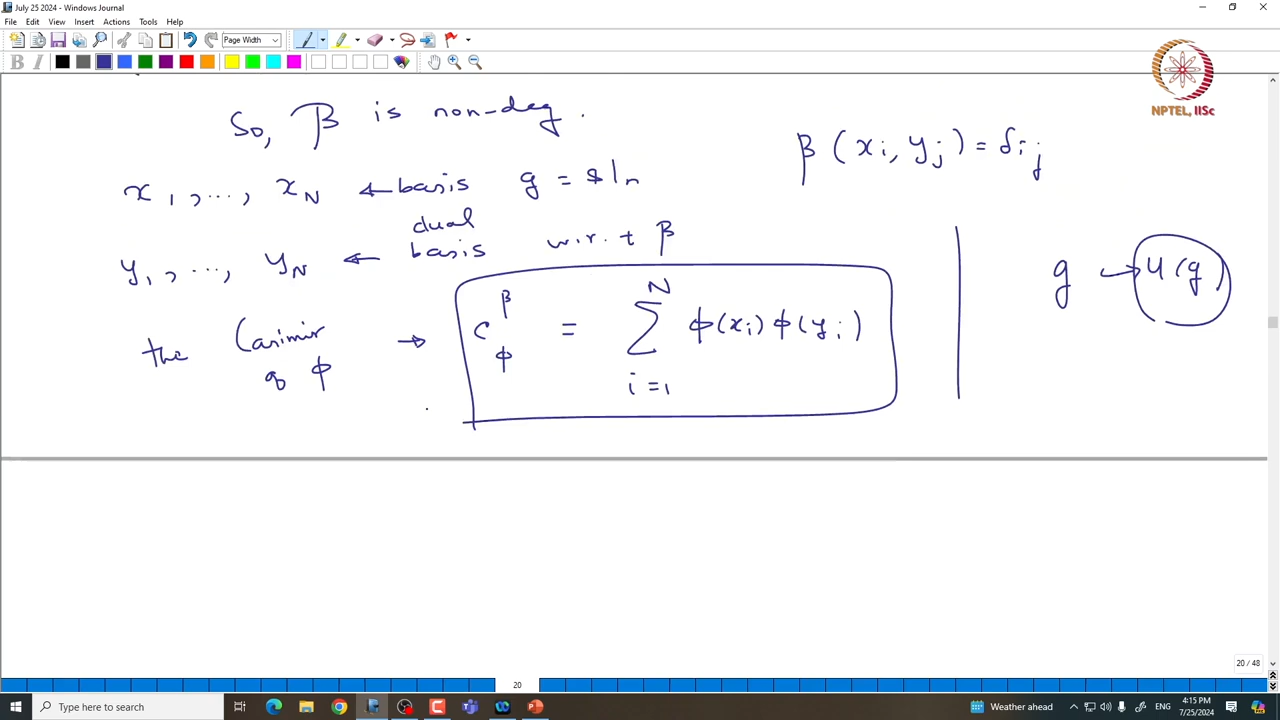 July 25 2024 - Windows Journal
File Edit View Insert Actions Tools Help
Page Width
B I
NPTEL, IISc
So, β is non-deg.
β(xi, yj) = δij
x1, ..., xN ← basis g = sln
y1, ..., yN ← dual basis w.r.t β
g ↪ U(g)
the Casimir of ϕ → c^β_ϕ = ∑_{i=1}^{N} ϕ(xi) ϕ(yi)
20 / 48
20
Type here to search
Weather ahead
4:15 PM
7/25/2024